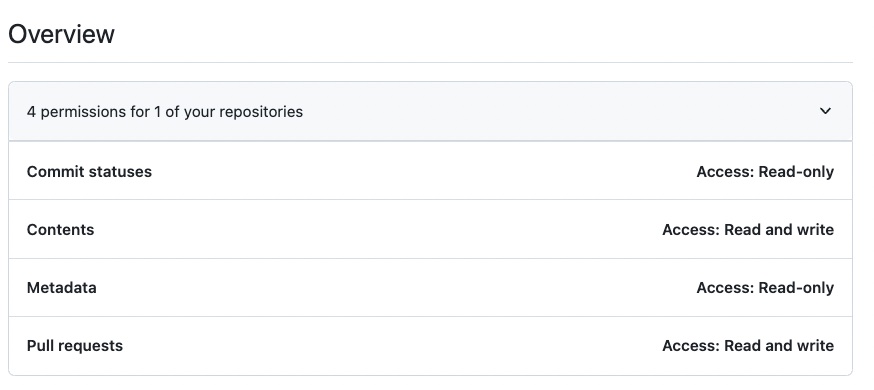 Overview
4 permissions for 1 of your repositories
Commit statuses Access: Read-only
Contents Access: Read and write
Metadata Access: Read-only
Pull requests Access: Read and write